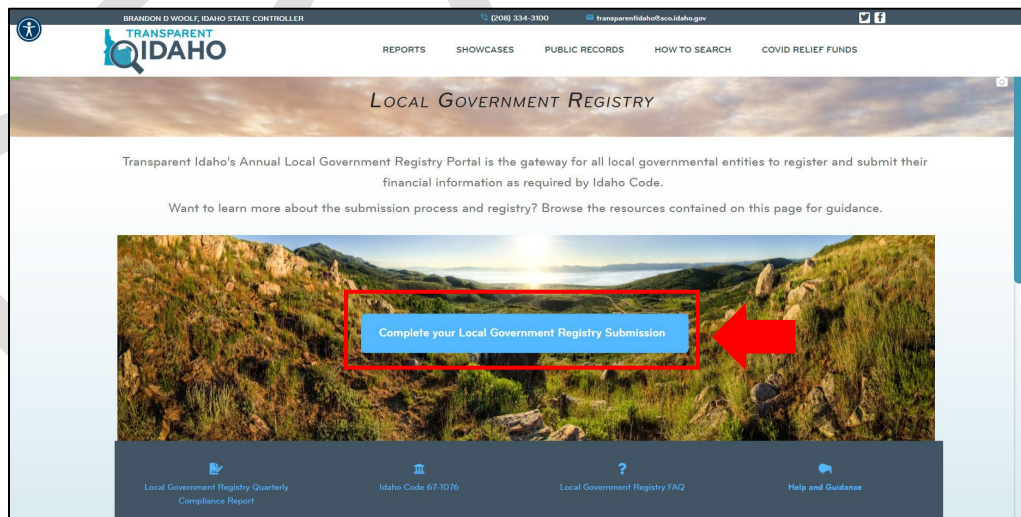 BRANDON D WOOLF, IDAHO STATE CONTROLLER
(208) 334-3100
transparentidaho@sco.idaho.gov
TRANSPARENT
IDAHO
REPORTS
SHOWCASES
PUBLIC RECORDS
HOW TO SEARCH
COVID RELIEF FUNDS
LOCAL GOVERNMENT REGISTRY
Transparent Idaho's Annual Local Government Registry Portal is the gateway for all local governmental entities to register and submit their
financial information as required by Idaho Code.
Want to learn more about the submission process and registry? Browse the resources contained on this page for guidance.
Complete your Local Government Registry Submission
Local Government Registry Quarterly
Compliance Report
Idaho Code 67-1076
Local Government Registry FAQ
Help and Guidance